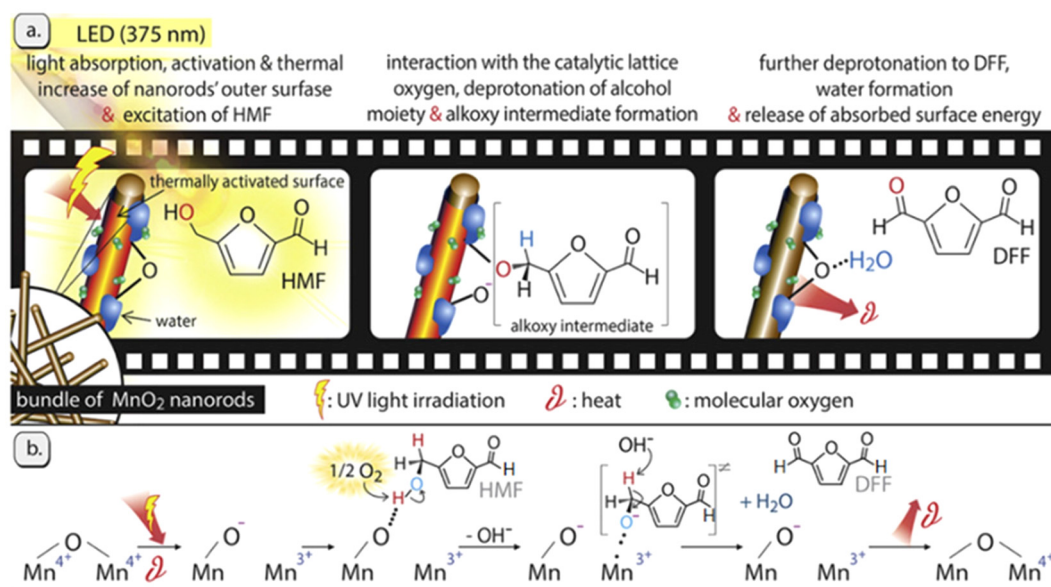 a.
LED (375 nm)
light absorption, activation & thermal
increase of nanorods' outer surfase
& excitation of HMF
interaction with the catalytic lattice
oxygen, deprotonation of alcohol
moiety & alkoxy intermediate formation
further deprotonation to DFF,
water formation
& release of absorbed surface energy
thermally activated surface
HO
O
O
H
HMF
O
water
H
O
H
O
O
H
O⁻
alkoxy intermediate
O
H
O
O
H
DFF
O
H₂O
ϑ
bundle of MnO₂ nanorods
: UV light irradiation
ϑ : heat
: molecular oxygen
b.
1/2 O₂
H
H
O
H
O
O
H
HMF
OH⁻
H
H
O⁻
O
O
H
≠
O
H
O
O
H
DFF
+ H₂O
ϑ
O
Mn⁴⁺ Mn⁴⁺
ϑ
O⁻
Mn Mn³⁺
O
Mn Mn³⁺
- OH⁻
O⁻
Mn Mn³⁺
O⁻
Mn Mn³⁺
O
Mn Mn⁴⁺